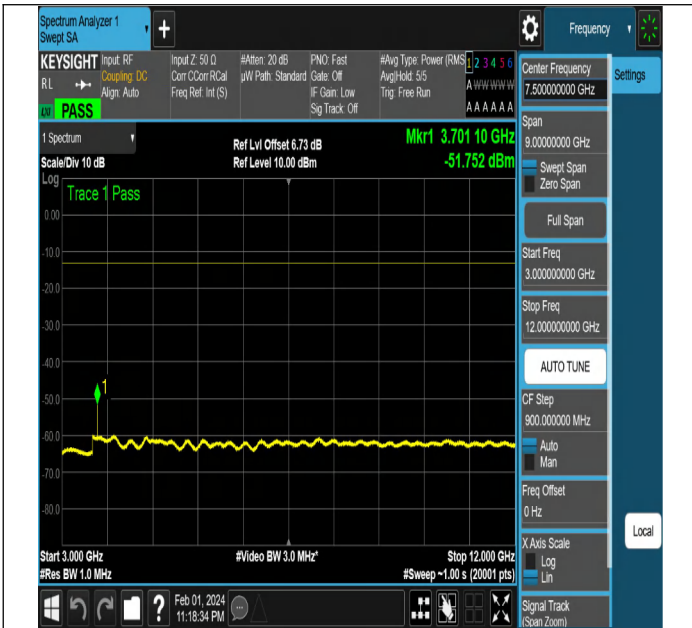 Spectrum Analyzer 1
Swept SA
Frequency
KEYSIGHT
RL
LXI
PASS
Input: RF
Coupling: DC
Align: Auto
Input Z: 50 Ω
Corr CCorr RCal
Freq Ref: Int (S)
#Atten: 20 dB
µW Path: Standard
PNO: Fast
Gate: Off
IF Gain: Low
Sig Track: Off
#Avg Type: Power (RMS
Avg|Hold: 5/5
Trig: Free Run
1 2 3 4 5 6
A W W W W W
A A A A A A
1 Spectrum
Scale/Div 10 dB
Ref Lvl Offset 6.73 dB
Ref Level 10.00 dBm
Mkr1 3.701 10 GHz
-51.752 dBm
Log
Trace 1 Pass
0.00
-10.0
-20.0
-30.0
-40.0
1
-50.0
-60.0
-70.0
-80.0
Start 3.000 GHz
#Res BW 1.0 MHz
#Video BW 3.0 MHz*
Stop 12.000 GHz
#Sweep ~1.00 s (20001 pts)
Feb 01, 2024
11:18:34 PM
?
Center Frequency
7.500000000 GHz
Settings
Span
9.00000000 GHz
Swept Span
Zero Span
Full Span
Start Freq
3.000000000 GHz
Stop Freq
12.000000000 GHz
AUTO TUNE
CF Step
900.000000 MHz
Auto
Man
Freq Offset
0 Hz
X Axis Scale
Log
Lin
Local
Signal Track
(Span Zoom)